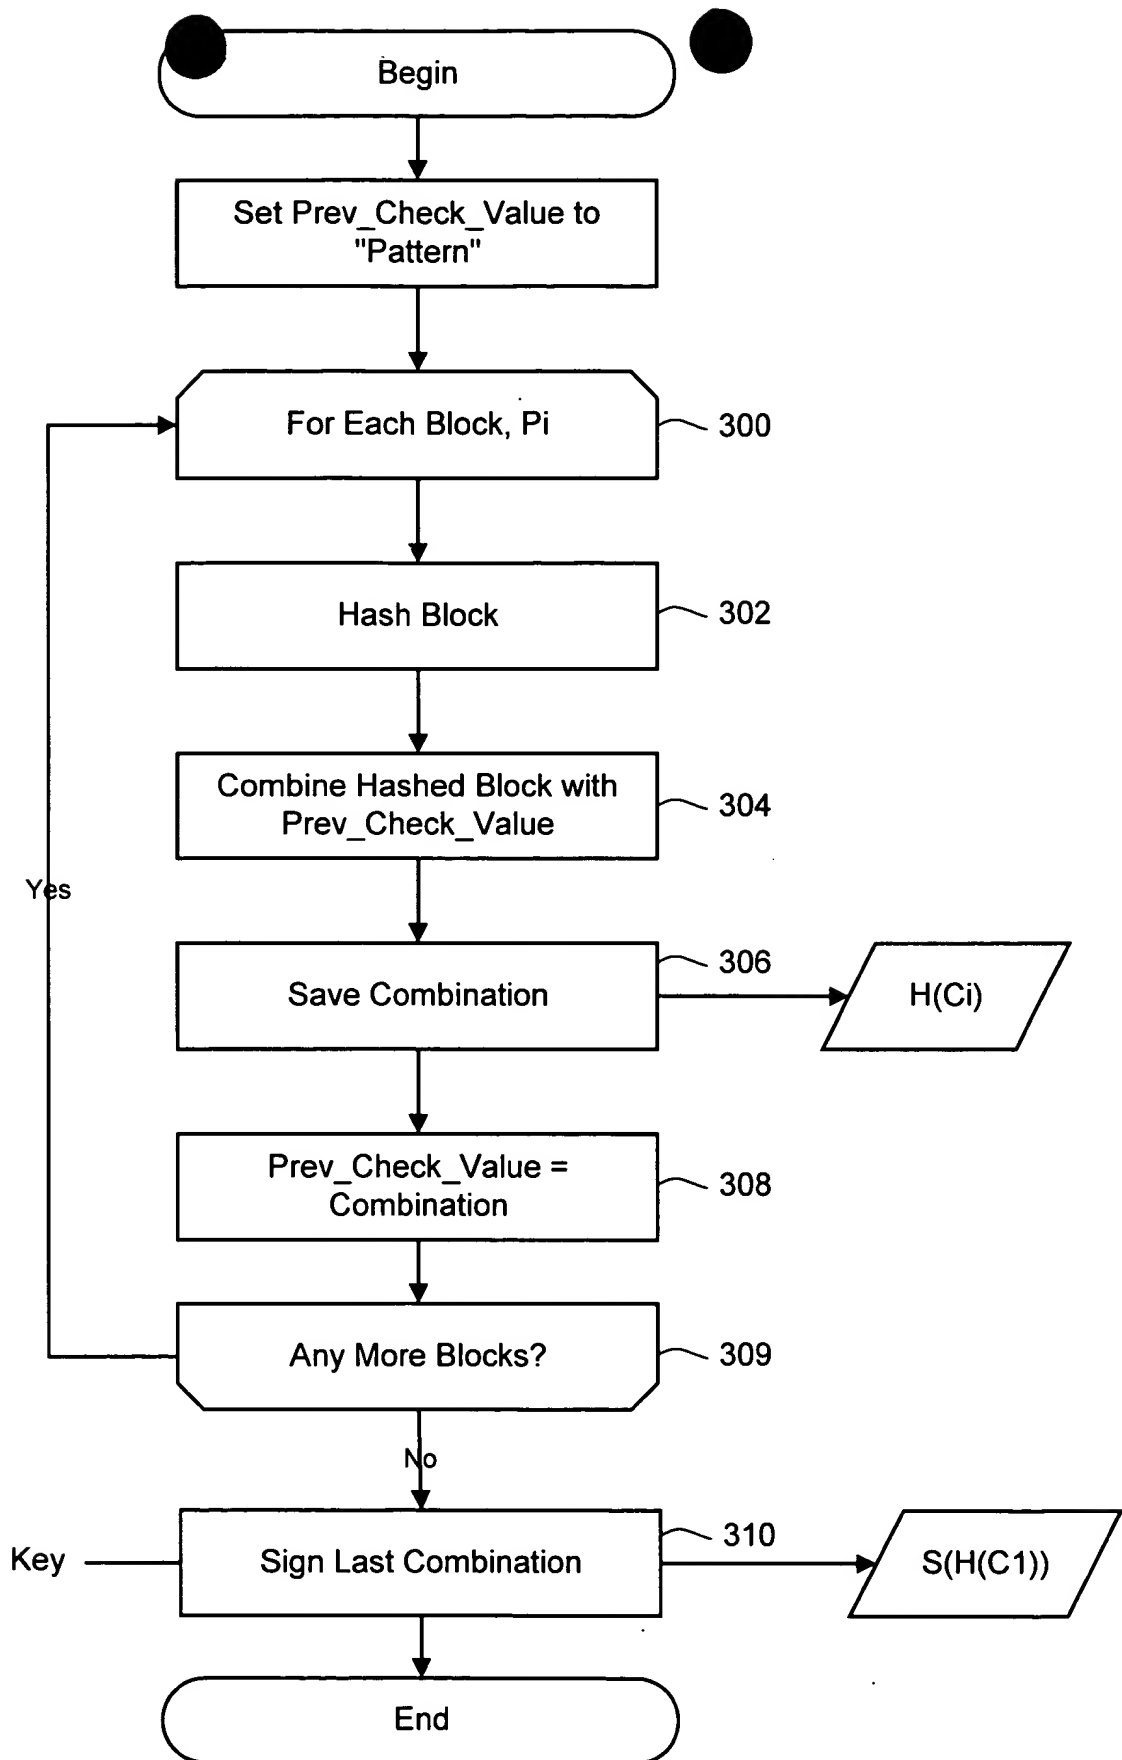 Begin
Set Prev_Check_Value to
"Pattern"
For Each Block, Pi
300
Hash Block
302
Combine Hashed Block with
Prev_Check_Value
304
Yes
Save Combination
306
H(Ci)
Prev_Check_Value =
Combination
308
Any More Blocks?
309
No
Key
Sign Last Combination
310
S(H(C1))
End